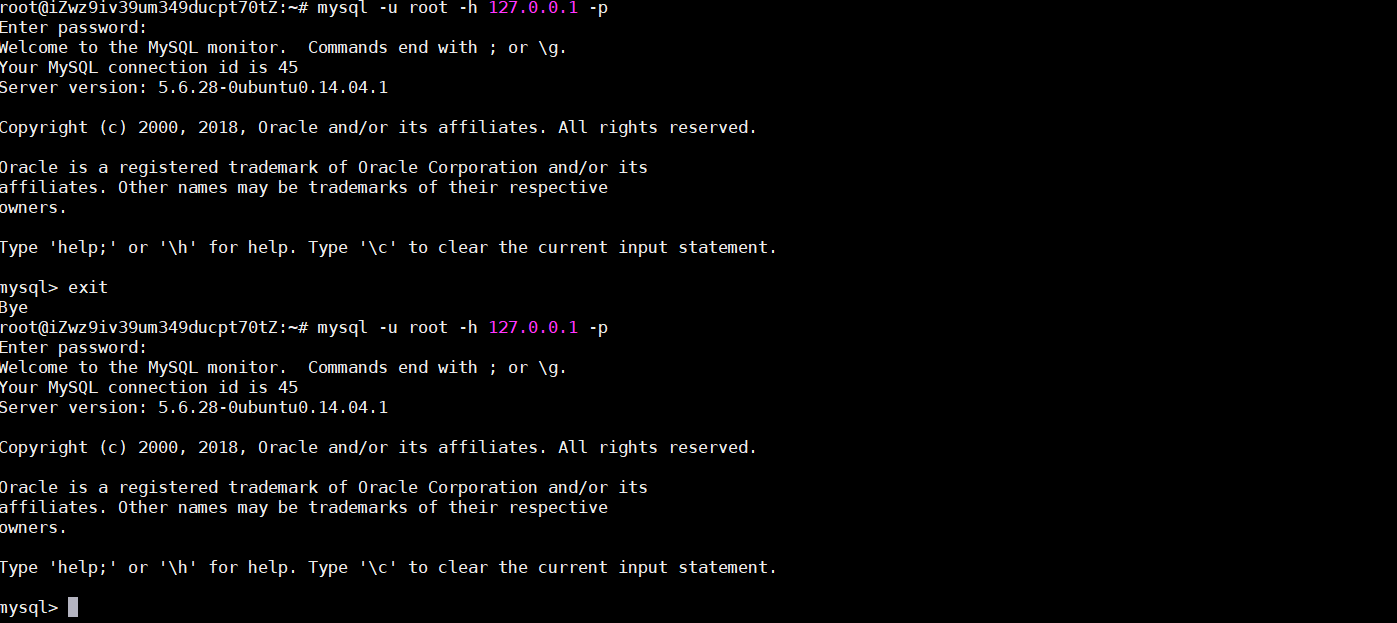 root@iZwz9iv39um349ducpt70tZ:~# mysql -u root -h 127.0.0.1 -p
Enter password:
Welcome to the MySQL monitor.  Commands end with ; or \g.
Your MySQL connection id is 45
Server version: 5.6.28-0ubuntu0.14.04.1
Copyright (c) 2000, 2018, Oracle and/or its affiliates. All rights reserved.
Oracle is a registered trademark of Oracle Corporation and/or its
affiliates. Other names may be trademarks of their respective
owners.
Type 'help;' or '\h' for help. Type '\c' to clear the current input statement.
mysql> exit
Bye
root@iZwz9iv39um349ducpt70tZ:~# mysql -u root -h 127.0.0.1 -p
Enter password:
Welcome to the MySQL monitor.  Commands end with ; or \g.
Your MySQL connection id is 45
Server version: 5.6.28-0ubuntu0.14.04.1
Copyright (c) 2000, 2018, Oracle and/or its affiliates. All rights reserved.
Oracle is a registered trademark of Oracle Corporation and/or its
affiliates. Other names may be trademarks of their respective
owners.
Type 'help;' or '\h' for help. Type '\c' to clear the current input statement.
mysql>